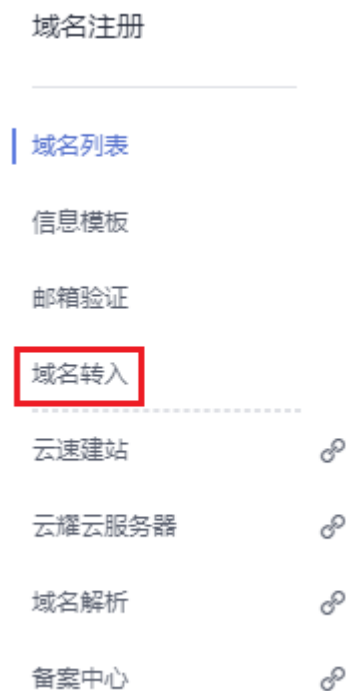 域名注册
域名列表
信息模板
邮箱验证
域名转入
云速建站
云耀云服务器
域名解析
备案中心